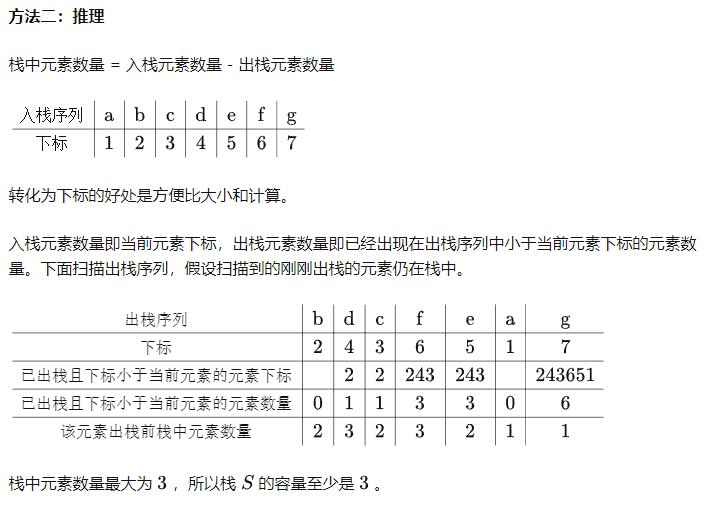 方法二：推理
栈中元素数量 = 入栈元素数量 - 出栈元素数量
入栈序列 a b c d e f g
下标 1 2 3 4 5 6 7
转化为下标的好处是方便比大小和计算。
入栈元素数量即当前元素下标，出栈元素数量即已经出现在出栈序列中小于当前元素下标的元素数
量。下面扫描出栈序列，假设扫描到的刚刚出栈的元素仍在栈中。
出栈序列 b d c f e a g
下标 2 4 3 6 5 1 7
已出栈且下标小于当前元素的元素下标 2 2 243 243 243651
已出栈且下标小于当前元素的元素数量 0 1 1 3 3 0 6
该元素出栈前栈中元素数量 2 3 2 3 2 1 1
栈中元素数量最大为 3 ，所以栈 S 的容量至少是 3 。